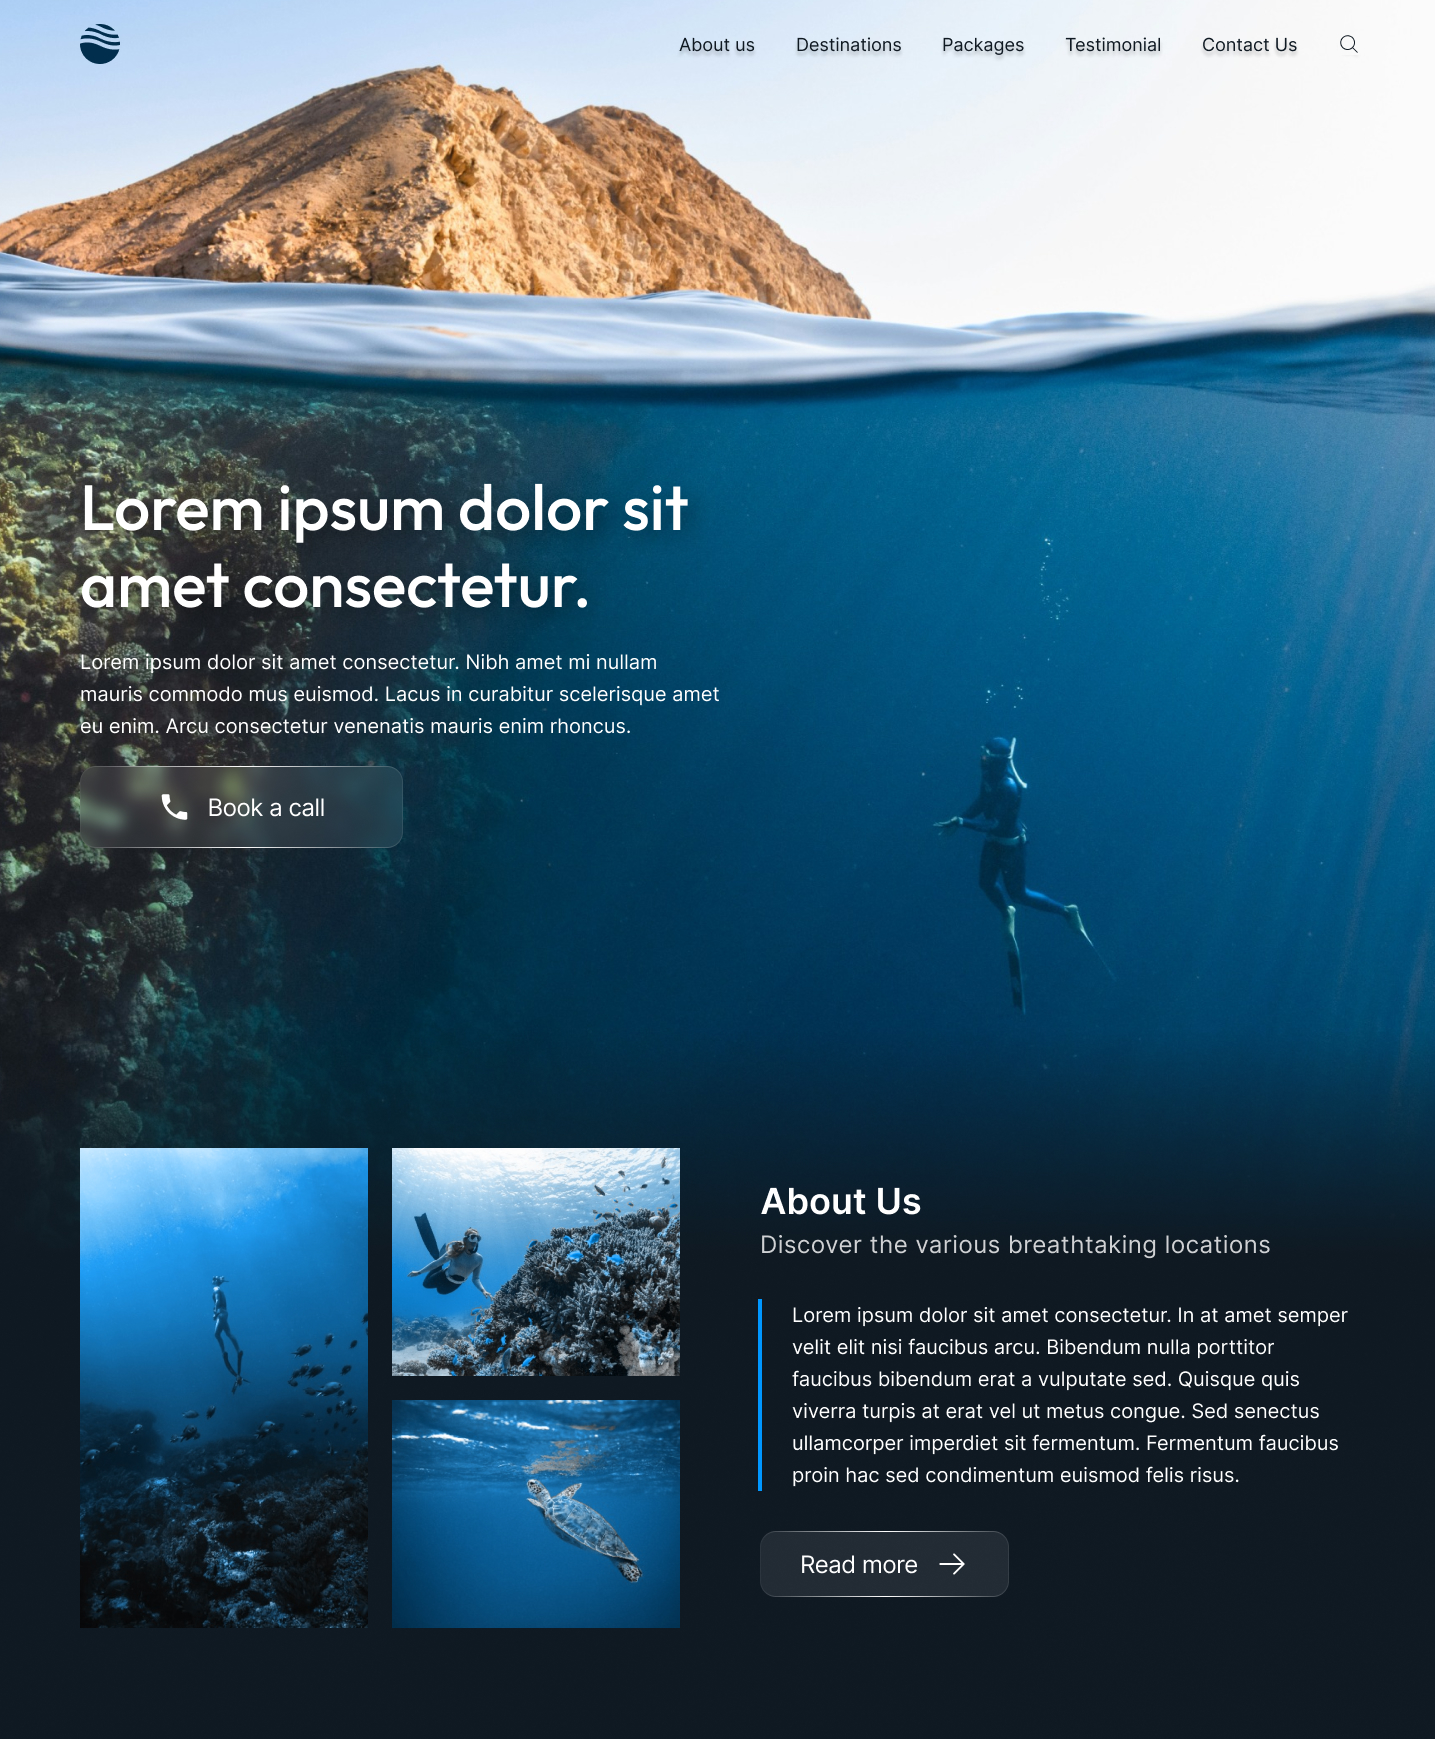 About us Destinations Packages Testimonial Contact Us
Lorem ipsum dolor sit
amet consectetur.
Lorem ipsum dolor sit amet consectetur. Nibh amet mi nullam
mauris commodo mus euismod. Lacus in curabitur scelerisque amet
eu enim. Arcu consectetur venenatis mauris enim rhoncus.
Book a call
About Us
Discover the various breathtaking locations
Lorem ipsum dolor sit amet consectetur. In at amet semper
velit elit nisi faucibus arcu. Bibendum nulla porttitor
faucibus bibendum erat a vulputate sed. Quisque quis
viverra turpis at erat vel ut metus congue. Sed senectus
ullamcorper imperdiet sit fermentum. Fermentum faucibus
proin hac sed condimentum euismod felis risus.
Read more